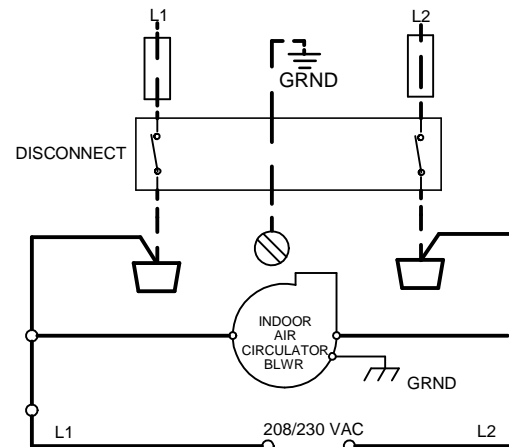 L1
L2
GRND
DISCONNECT
INDOOR
AIR
CIRCULATOR
BLWR
GRND
L1
208/230 VAC
L2